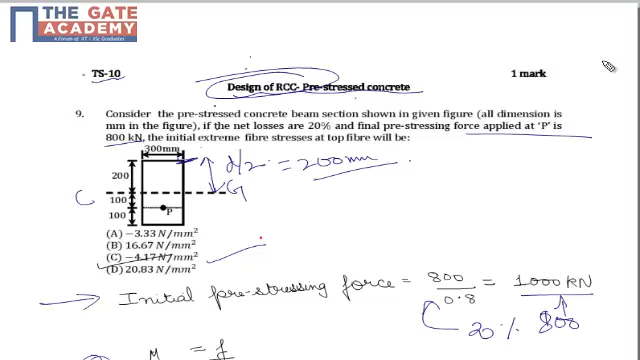 THE GATE
ACADEMY
A Forum of IIT / IISc Graduates
- TS-10
1 mark
Design of RCC- Pre-stressed concrete
9. Consider the pre-stressed concrete beam section shown in given figure (all dimension is
mm in the figure), if the net losses are 20% and final pre-stressing force applied at 'P' is
800 kN, the initial extreme fibre stresses at top fibre will be:
300mm
200
d/2 = 200mm
G
100
P
100
(A) −3.33 N/mm²
(B) 16.67 N/mm²
(C) −4.17 N/mm²
(D) 20.83 N/mm²
Initial pre-stressing force = 800/0.8 = 1000 kN
20 % 800
M = f